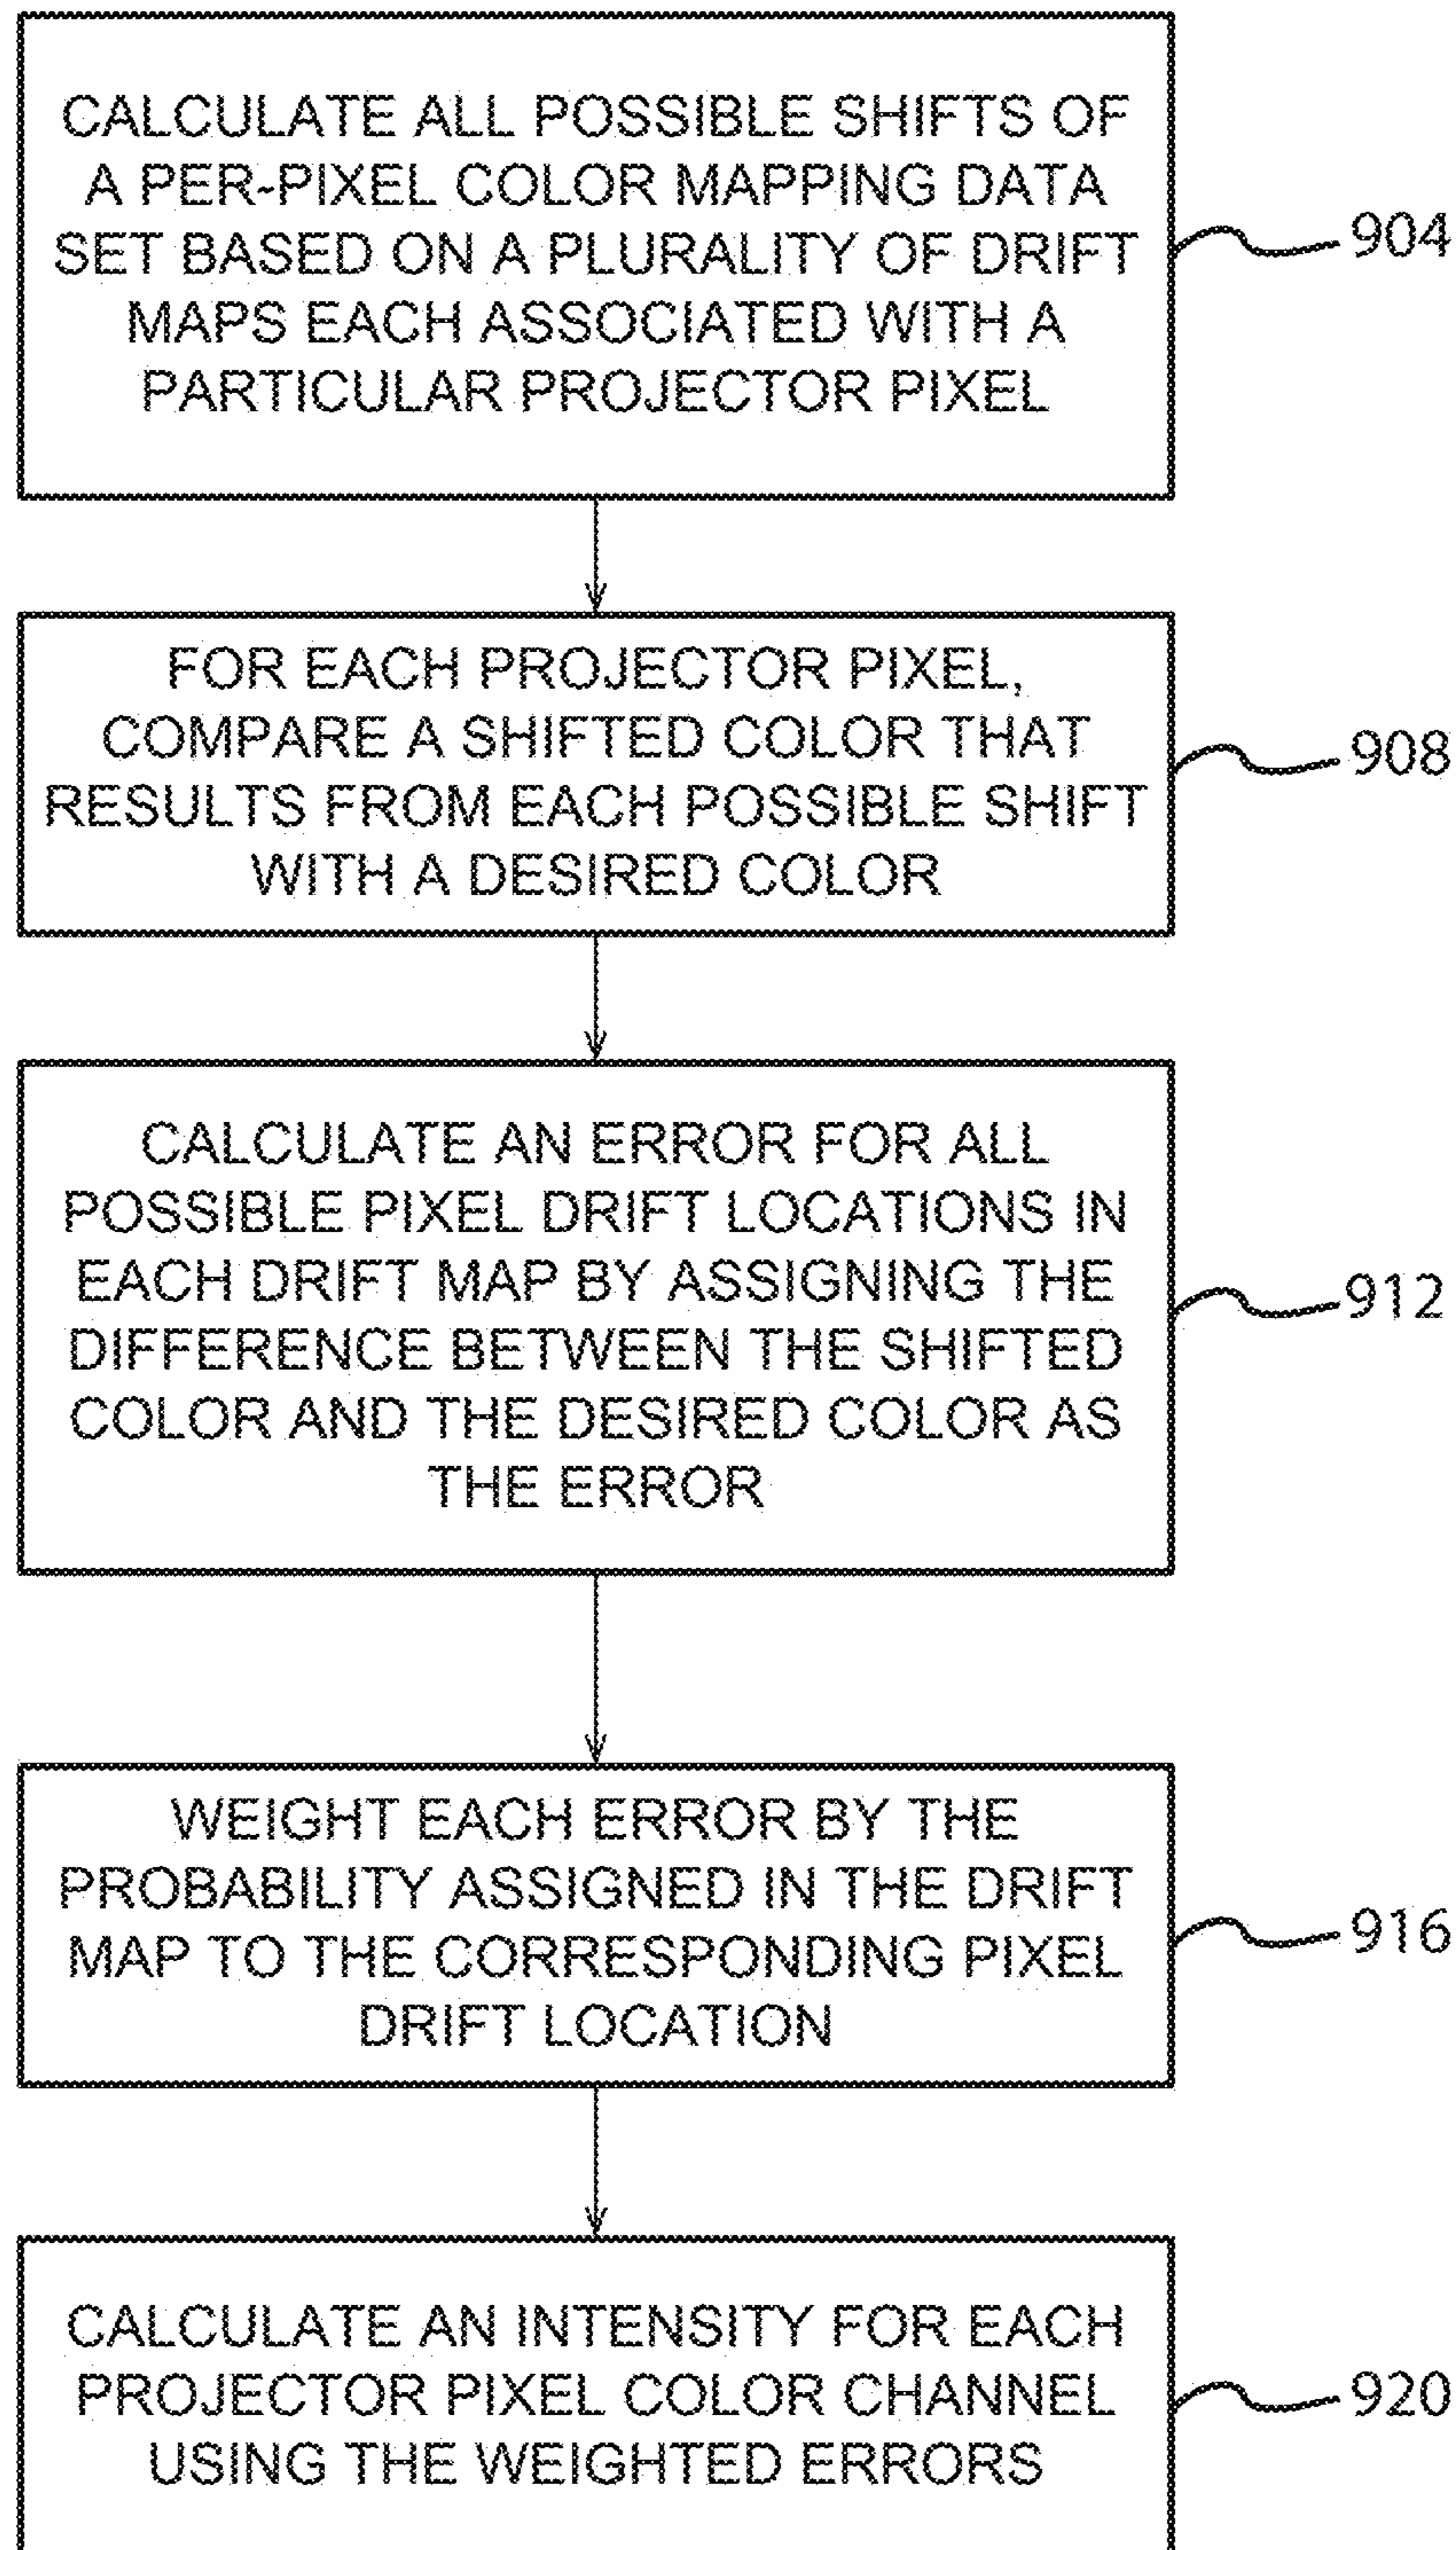 CALCULATE ALL POSSIBLE SHIFTS OF
A PER-PIXEL COLOR MAPPING DATA
SET BASED ON A PLURALITY OF DRIFT
MAPS EACH ASSOCIATED WITH A
PARTICULAR PROJECTOR PIXEL
904
FOR EACH PROJECTOR PIXEL,
COMPARE A SHIFTED COLOR THAT
RESULTS FROM EACH POSSIBLE SHIFT
WITH A DESIRED COLOR
908
CALCULATE AN ERROR FOR ALL
POSSIBLE PIXEL DRIFT LOCATIONS IN
EACH DRIFT MAP BY ASSIGNING THE
DIFFERENCE BETWEEN THE SHIFTED
COLOR AND THE DESIRED COLOR AS
THE ERROR
912
WEIGHT EACH ERROR BY THE
PROBABILITY ASSIGNED IN THE DRIFT
MAP TO THE CORRESPONDING PIXEL
DRIFT LOCATION
916
CALCULATE AN INTENSITY FOR EACH
PROJECTOR PIXEL COLOR CHANNEL
USING THE WEIGHTED ERRORS
920